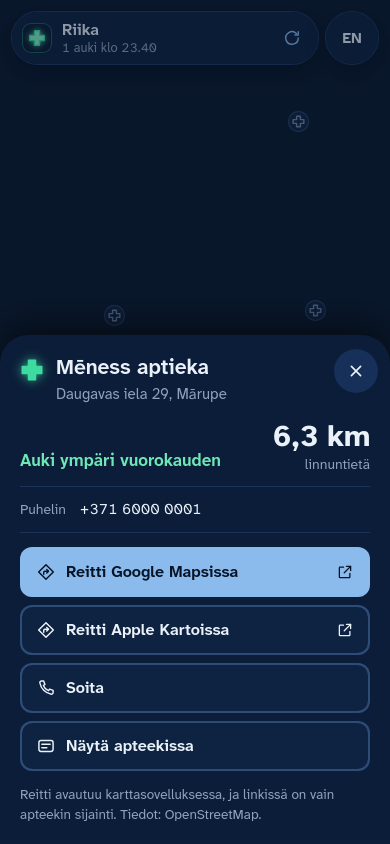 Riika
1 auki klo 23.40
EN
Mēness aptieka
Daugavas iela 29, Mārupe
6,3 km
Auki ympäri vuorokauden
linnuntietä
Puhelin +371 6000 0001
Reitti Google Mapsissa
Reitti Apple Kartoissa
Soita
Näytä apteekissa
Reitti avautuu karttasovelluksessa, ja linkissä on vain
apteekin sijainti. Tiedot: OpenStreetMap.